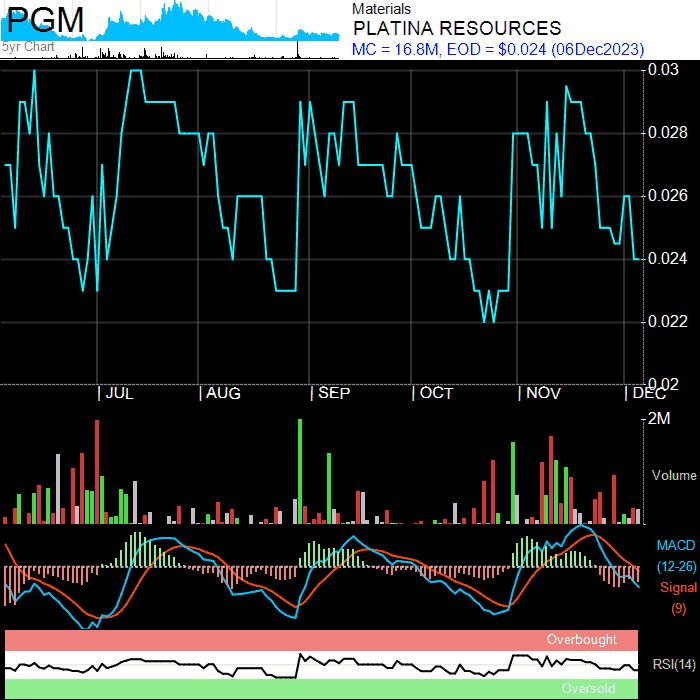 PGM
5yr Chart
Materials
PLATINA RESOURCES
MC = 16.8M, EOD = $0.024 (06Dec2023)
0.03
0.028
0.026
0.024
0.022
0.02
| JUL | AUG | SEP | OCT | NOV | DEC
2M
Volume
MACD
(12-26)
Signal
(9)
Overbought
RSI(14)
Oversold